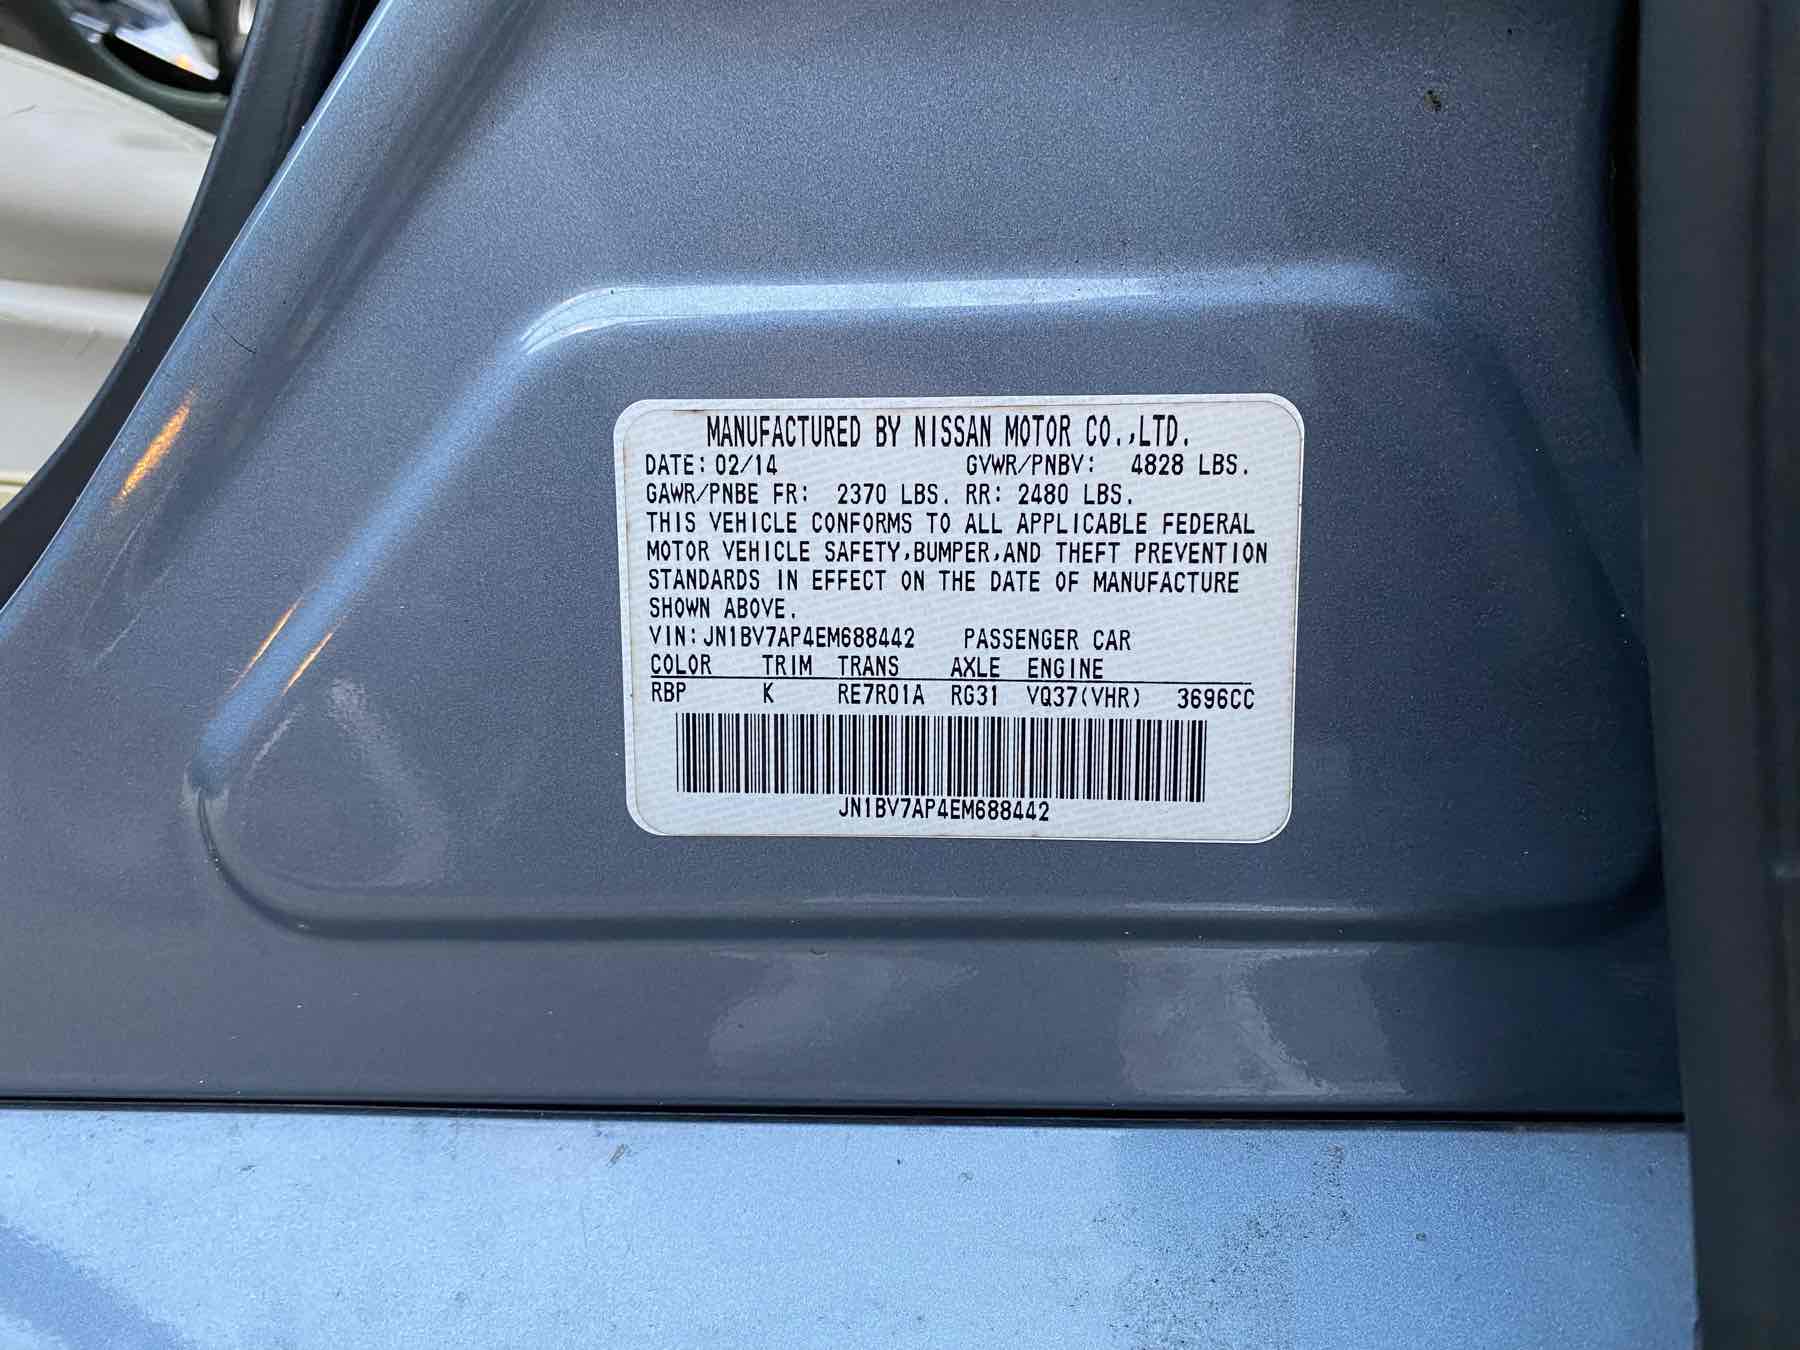 MANUFACTURED BY NISSAN MOTOR CO.,LTD.
DATE: 02/14 GVWR/PNBV: 4828 LBS.
GAWR/PNBE FR: 2370 LBS. RR: 2480 LBS.
THIS VEHICLE CONFORMS TO ALL APPLICABLE FEDERAL
MOTOR VEHICLE SAFETY,BUMPER,AND THEFT PREVENTION
STANDARDS IN EFFECT ON THE DATE OF MANUFACTURE
SHOWN ABOVE.
VIN: JN1BV7AP4EM688442 PASSENGER CAR
COLOR TRIM TRANS AXLE ENGINE
RBP K RE7R01A RG31 VQ37(VHR) 3696CC
JN1BV7AP4EM688442